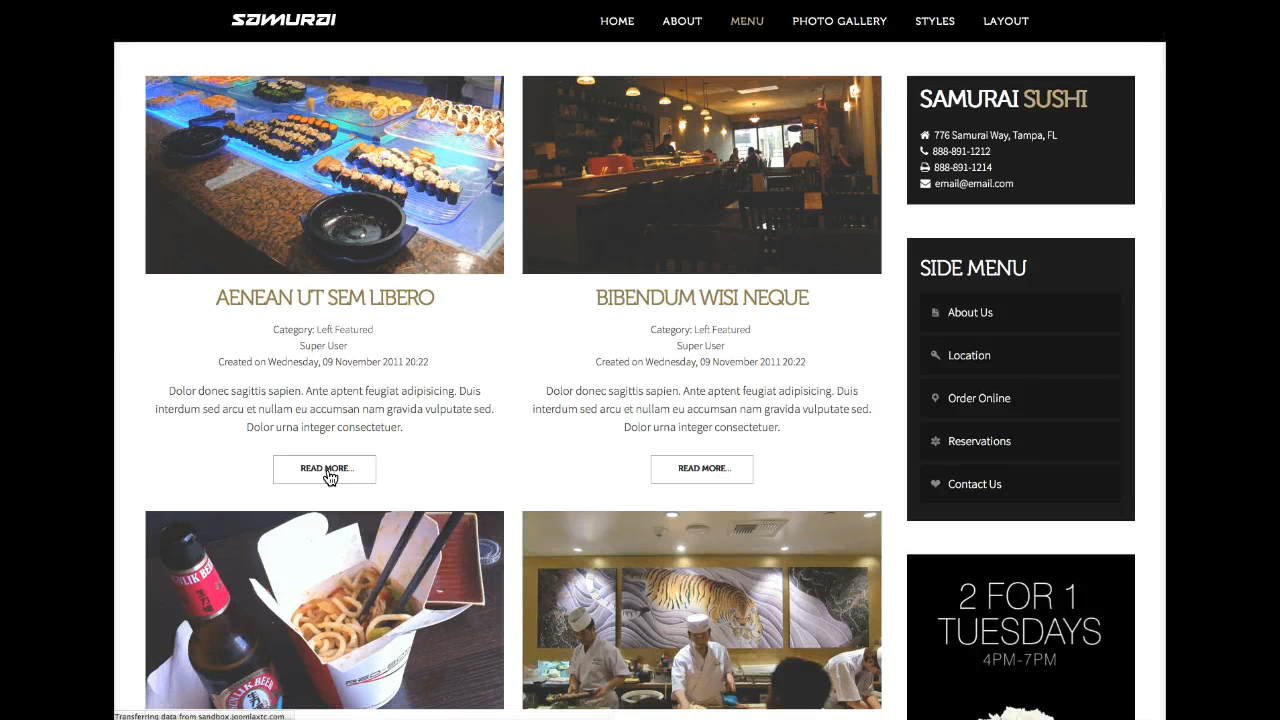 SAMURAI
HOME ABOUT MENU PHOTO GALLERY STYLES LAYOUT
AENEAN UT SEM LIBERO
Category: Left Featured
Super User
Created on Wednesday, 09 November 2011 20:22
Dolor donec sagittis sapien. Ante aptent feugiat adipisicing. Duis
interdum sed arcu et nullam eu accumsan nam gravida vulputate sed.
Dolor urna integer consectetuer.
READ MORE...
BIBENDUM WISI NEQUE
Category: Left Featured
Super User
Created on Wednesday, 09 November 2011 20:22
Dolor donec sagittis sapien. Ante aptent feugiat adipisicing. Duis
interdum sed arcu et nullam eu accumsan nam gravida vulputate sed.
Dolor urna integer consectetuer.
READ MORE...
SAMURAI SUSHI
776 Samurai Way, Tampa, FL
888-891-1212
888-891-1214
email@email.com
SIDE MENU
About Us
Location
Order Online
Reservations
Contact Us
2 FOR 1
TUESDAYS
4PM-7PM
Transferring data from sandbox.joomlaxtc.com...